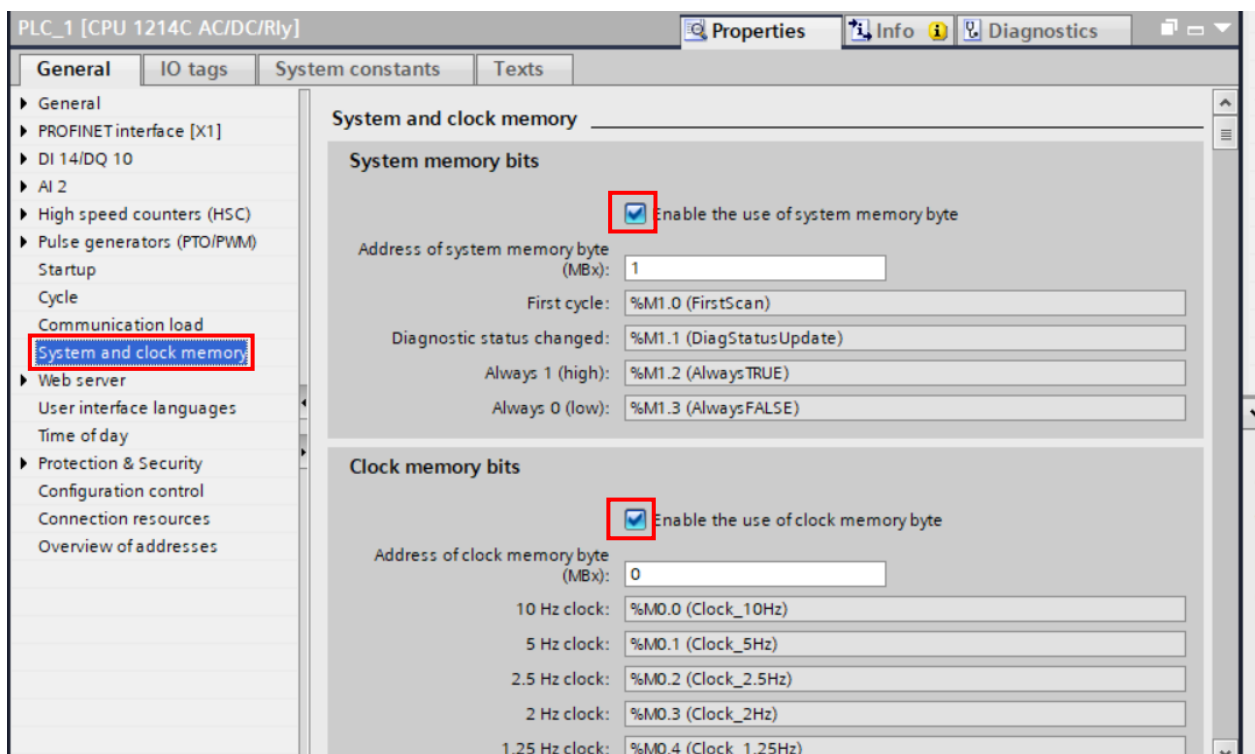 PLC_1 [CPU 1214C AC/DC/Rly]
Properties
Info
Diagnostics
General
IO tags
System constants
Texts
General
PROFINET interface [X1]
DI 14/DQ 10
AI 2
High speed counters (HSC)
Pulse generators (PTO/PWM)
Startup
Cycle
Communication load
System and clock memory
Web server
User interface languages
Time of day
Protection & Security
Configuration control
Connection resources
Overview of addresses
System and clock memory
System memory bits
Enable the use of system memory byte
Address of system memory byte
(MBx): 1
First cycle: %M1.0 (FirstScan)
Diagnostic status changed: %M1.1 (DiagStatusUpdate)
Always 1 (high): %M1.2 (AlwaysTRUE)
Always 0 (low): %M1.3 (AlwaysFALSE)
Clock memory bits
Enable the use of clock memory byte
Address of clock memory byte
(MBx): 0
10 Hz clock: %M0.0 (Clock_10Hz)
5 Hz clock: %M0.1 (Clock_5Hz)
2.5 Hz clock: %M0.2 (Clock_2.5Hz)
2 Hz clock: %M0.3 (Clock_2Hz)
1.25 Hz clock: %M0.4 (Clock_1.25Hz)